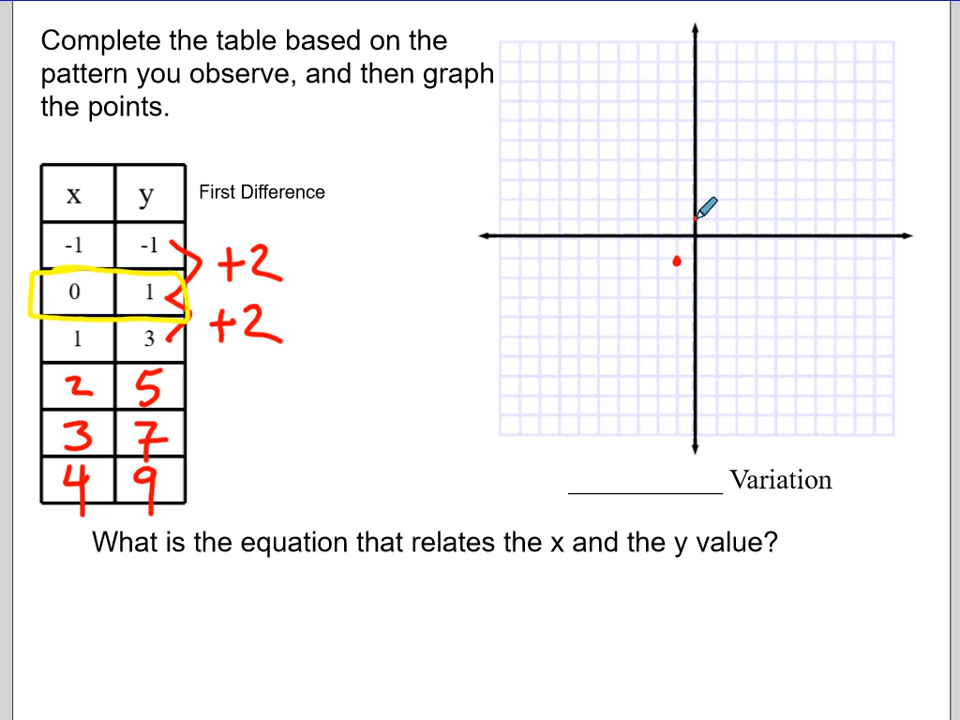 Complete the table based on the
pattern you observe, and then graph
the points.
x y First Difference
-1 -1
+2
0 1
+2
1 3
2 5
3 7
4 9
__________ Variation
What is the equation that relates the x and the y value?